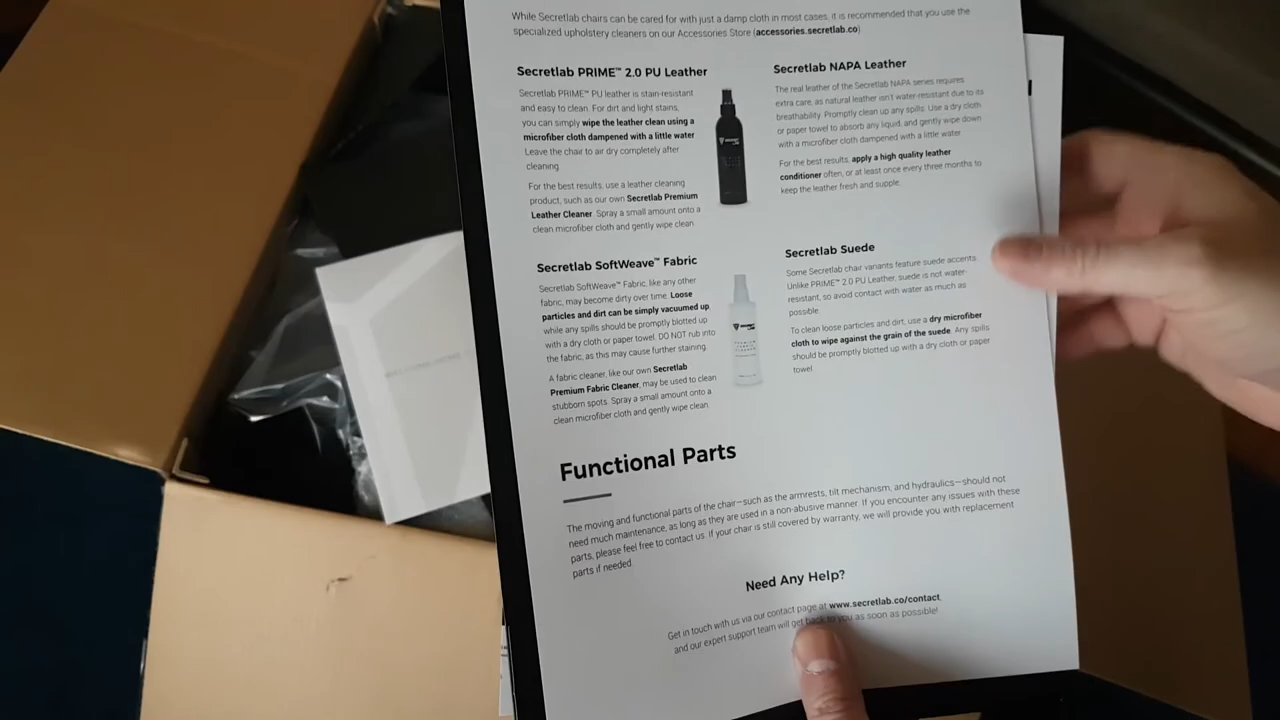 While Secretlab chairs can be cared for with just a damp cloth in most cases, it is recommended that you use the
specialized upholstery cleaners on our Accessories Store (accessories.secretlab.co)
Secretlab PRIME™ 2.0 PU Leather
Secretlab PRIME™ PU leather is stain-resistant
and easy to clean. For dirt and light stains,
you can simply wipe the leather clean using a
microfiber cloth dampened with a little water
Leave the chair to air dry completely after
cleaning
For the best results, use a leather cleaning
product, such as our own Secretlab Premium
Leather Cleaner. Spray a small amount onto a
clean microfiber cloth and gently wipe clean.
Secretlab NAPA Leather
The real leather of the Secretlab NAPA series requires
extra care, as natural leather isn't water-resistant due to its
breathability. Promptly clean up any spills. Use a dry cloth
or paper towel to absorb any liquid, and gently wipe down
with a microfiber cloth dampened with a little water
For the best results, apply a high quality leather
conditioner often, or at least once every three months to
keep the leather fresh and supple.
Secretlab SoftWeave™ Fabric
Secretlab SoftWeave™ Fabric, like any other
fabric, may become dirty over time. Loose
particles and dirt can be simply vacuumed up,
while any spills should be promptly blotted up
with a dry cloth or paper towel. DO NOT rub into
the fabric, as this may cause further staining.
A fabric cleaner, like our own Secretlab
Premium Fabric Cleaner, may be used to clean
stubborn spots. Spray a small amount onto a
clean microfiber cloth and gently wipe clean.
Secretlab Suede
Some Secretlab chair variants feature suede accents.
Unlike PRIME™ 2.0 PU Leather, suede is not water-
resistant, so avoid contact with water as much as
possible.
To clean loose particles and dirt, use a dry microfiber
cloth to wipe against the grain of the suede. Any spills
should be promptly blotted up with a dry cloth or paper
towel.
Functional Parts
The moving and functional parts of the chair—such as the armrests, tilt mechanism, and hydraulics—should not
need much maintenance, as long as they are used in a non-abusive manner. If you encounter any issues with these
parts, please feel free to contact us. If your chair is still covered by warranty, we will provide you with replacement
parts if needed.
Need Any Help?
Get in touch with us via our contact page at www.secretlab.co/contact,
and our expert support team will get back to you as soon as possible!